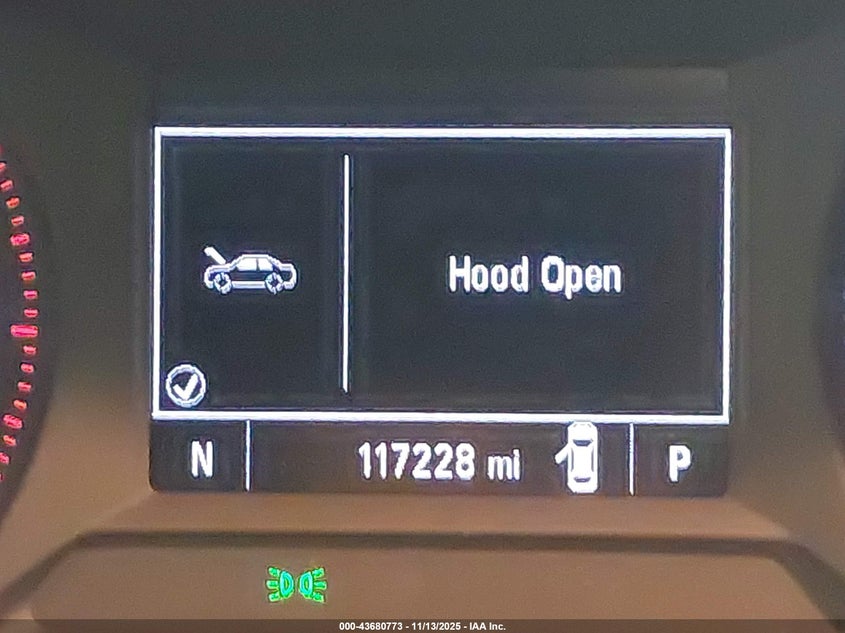 Hood Open
N 117228 mi P
000-43680773 - 11/13/2025 - IAA Inc.